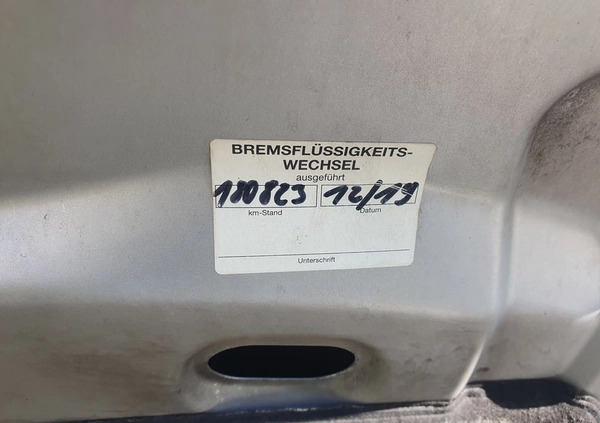 BREMSFLÜSSIGKEITS-
WECHSEL
ausgeführt
180823 12/19
km-Stand Datum
Unterschrift